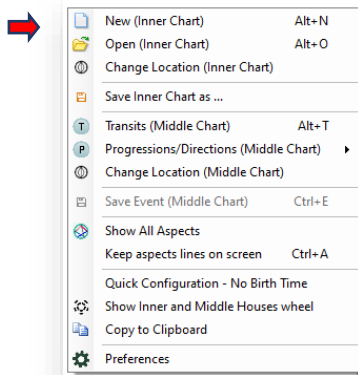 New (Inner Chart) Alt+N
Open (Inner Chart) Alt+O
Change Location (Inner Chart)
Save Inner Chart as ...
T Transits (Middle Chart) Alt+T
P Progressions/Directions (Middle Chart)
Change Location (Middle Chart)
Save Event (Middle Chart) Ctrl+E
Show All Aspects
Keep aspects lines on screen Ctrl+A
Quick Configuration - No Birth Time
Show Inner and Middle Houses wheel
Copy to Clipboard
Preferences